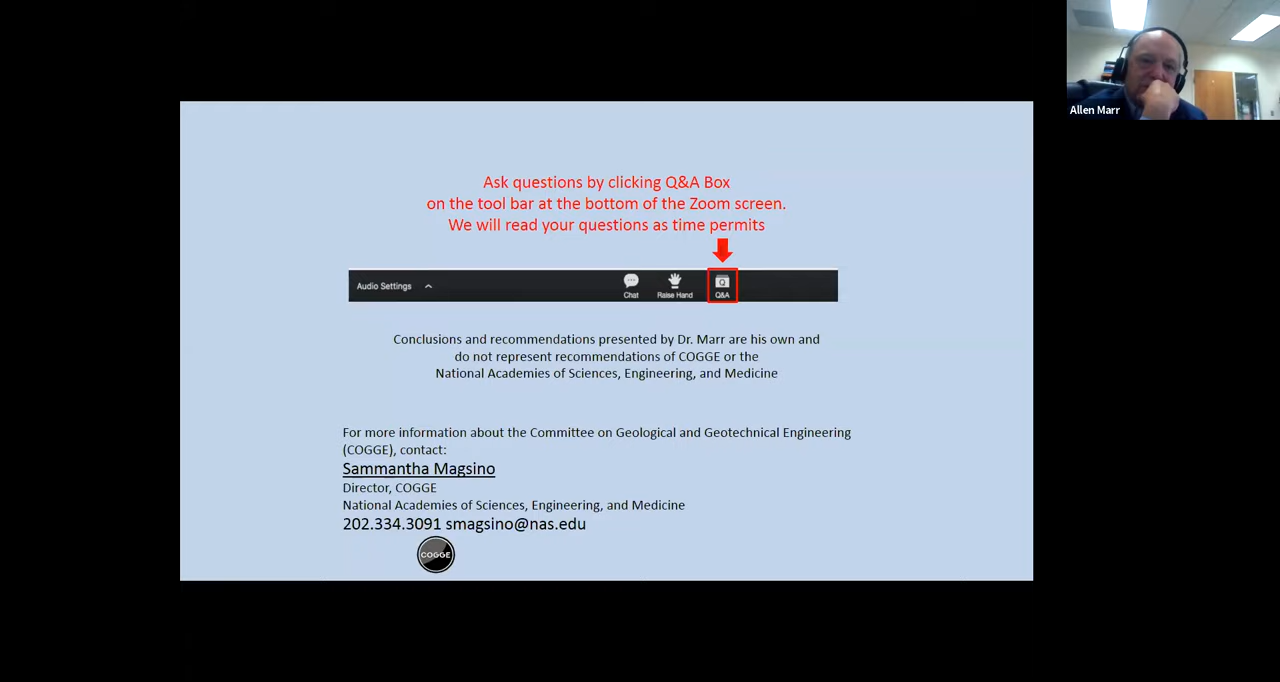 Allen Marr
Ask questions by clicking Q&A Box
on the tool bar at the bottom of the Zoom screen.
We will read your questions as time permits
Audio Settings
Chat
Raise Hand
Q
Q&A
Conclusions and recommendations presented by Dr. Marr are his own and
do not represent recommendations of COGGE or the
National Academies of Sciences, Engineering, and Medicine
For more information about the Committee on Geological and Geotechnical Engineering
(COGGE), contact:
Sammantha Magsino
Director, COGGE
National Academies of Sciences, Engineering, and Medicine
202.334.3091 smagsino@nas.edu
COGGE